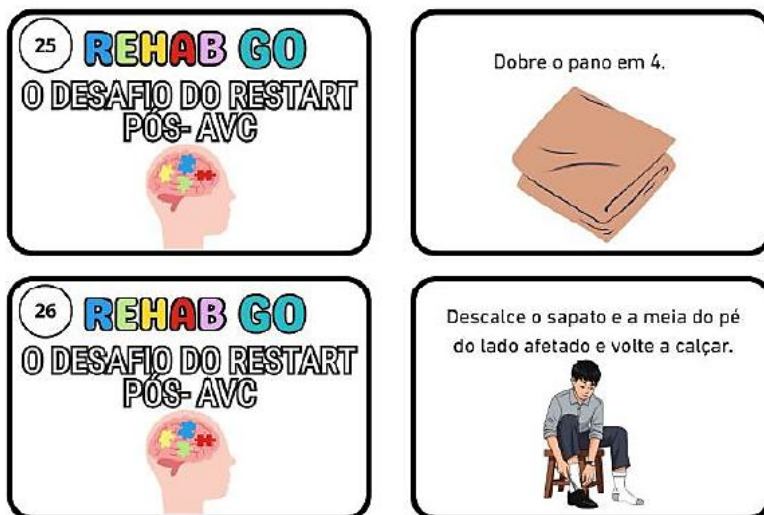 25
REHAB GO
O DESAFIO DO RESTART
PÓS- AVC
Dobre o pano em 4.
26
REHAB GO
O DESAFIO DO RESTART
PÓS- AVC
Descalce o sapato e a meia do pé
do lado afetado e volte a calçar.